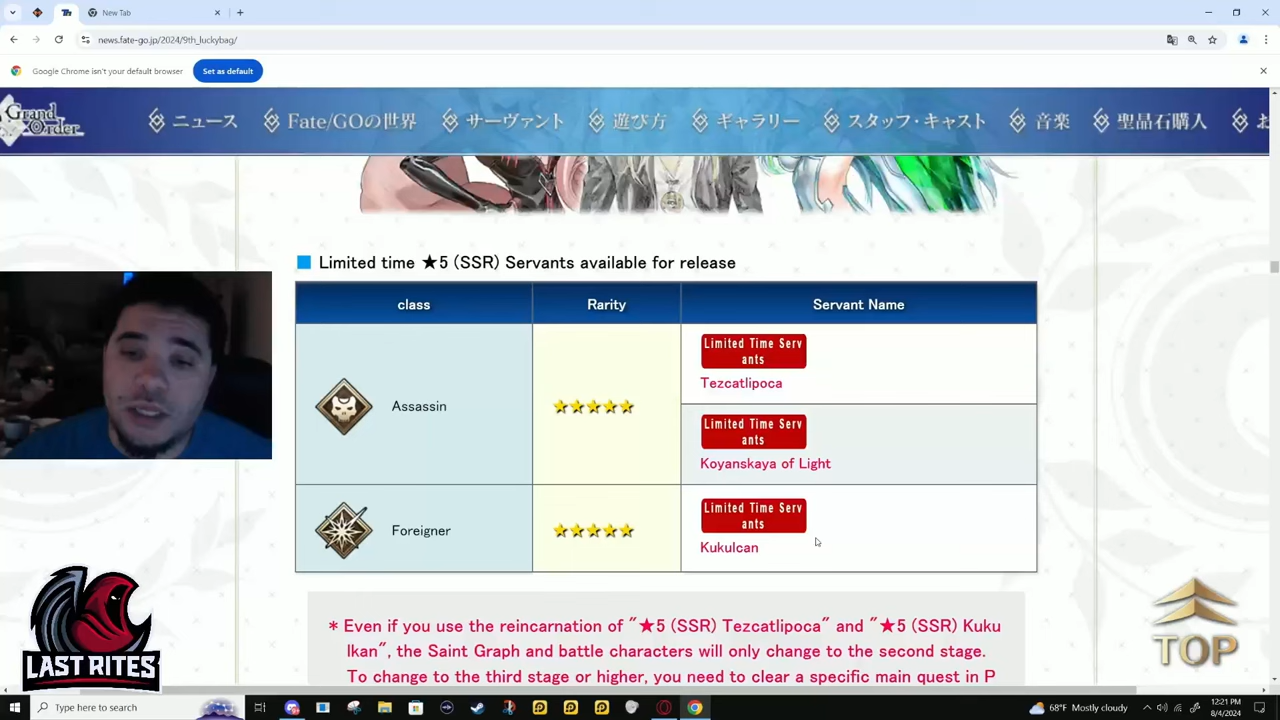 New Tab
news.fate-go.jp/2024/9th_luckybag/
Google Chrome isn't your default browser
Set as default
Grand Order
ニュース
Fate/GOの世界
サーヴァント
遊び方
ギャラリー
スタッフ・キャスト
音楽
聖晶石購入
お
■ Limited time ★5 (SSR) Servants available for release
class
Rarity
Servant Name
Assassin
★★★★★
Limited Time Serv
ants
Tezcatlipoca
Limited Time Serv
ants
Koyanskaya of Light
Foreigner
★★★★★
Limited Time Serv
ants
Kukulcan
* Even if you use the reincarnation of "★5 (SSR) Tezcatlipoca" and "★5 (SSR) Kuku
lkan", the Saint Graph and battle characters will only change to the second stage.
To change to the third stage or higher, you need to clear a specific main quest in P
TOP
LAST RITES
Type here to search
68°F Mostly cloudy
12:21 PM
8/4/2024